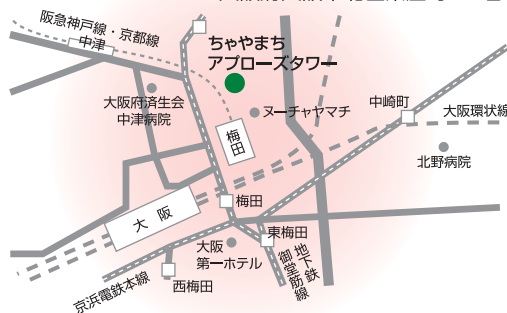 阪急神戸線・京都線
中津
ちゃやまち
アプローズタワー
大阪府済生会
中津病院
ヌーチャヤマチ
中崎町
大阪環状線
梅田
北野病院
大阪
梅田
東梅田
大阪
第一ホテル
地下鉄
御堂筋線
西梅田
京浜電鉄本線